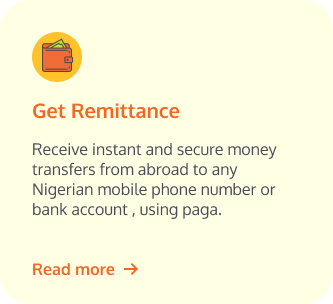 Get Remittance
Receive instant and secure money
transfers from abroad to any
Nigerian mobile phone number or
bank account , using paga.
Read more →